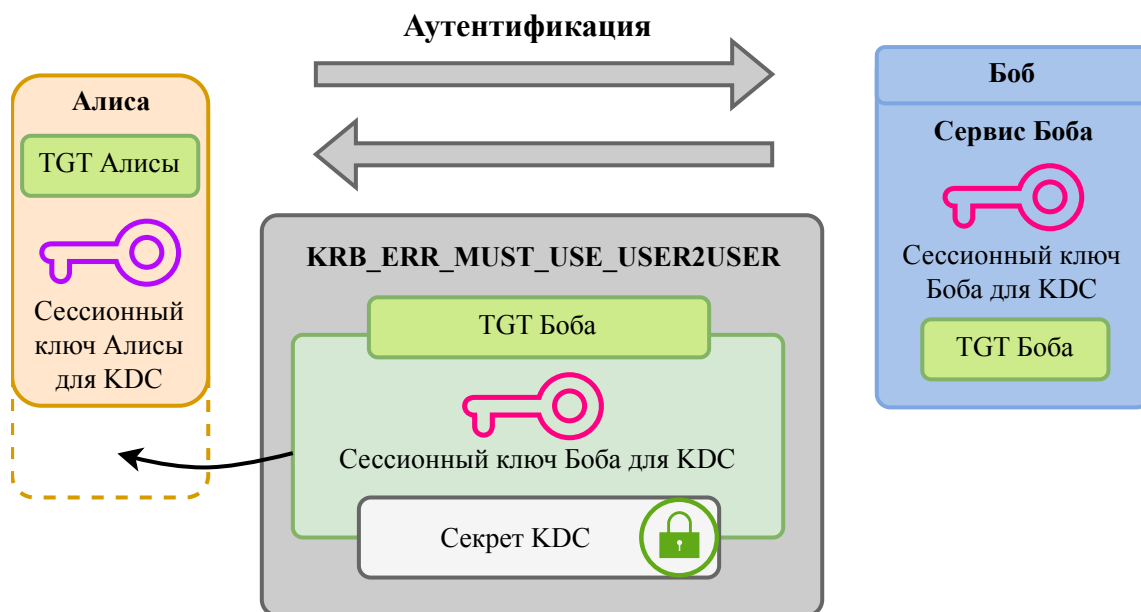 Аутентификация
Алиса
TGT Алисы
Сессионный
ключ Алисы
для KDC
Боб
Сервис Боба
Сессионный ключ
Боба для KDC
TGT Боба
KRB_ERR_MUST_USE_USER2USER
TGT Боба
Сессионный ключ Боба для KDC
Секрет KDC